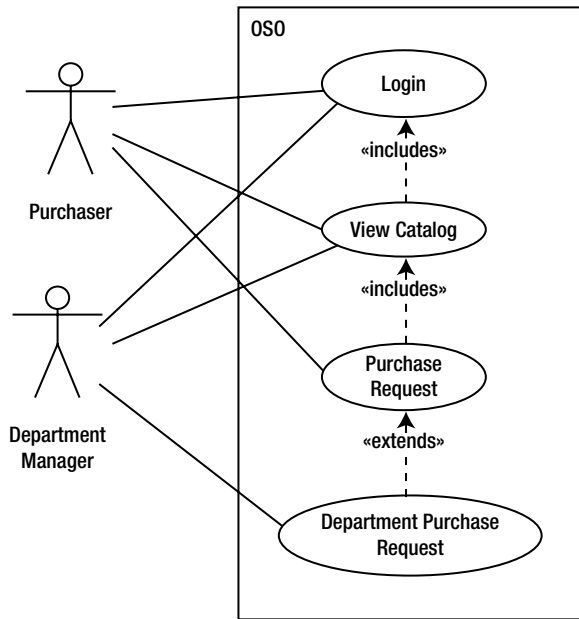 OSO
Login
«includes»
Purchaser
View Catalog
«includes»
Purchase
Request
Department
Manager
«extends»
Department Purchase
Request